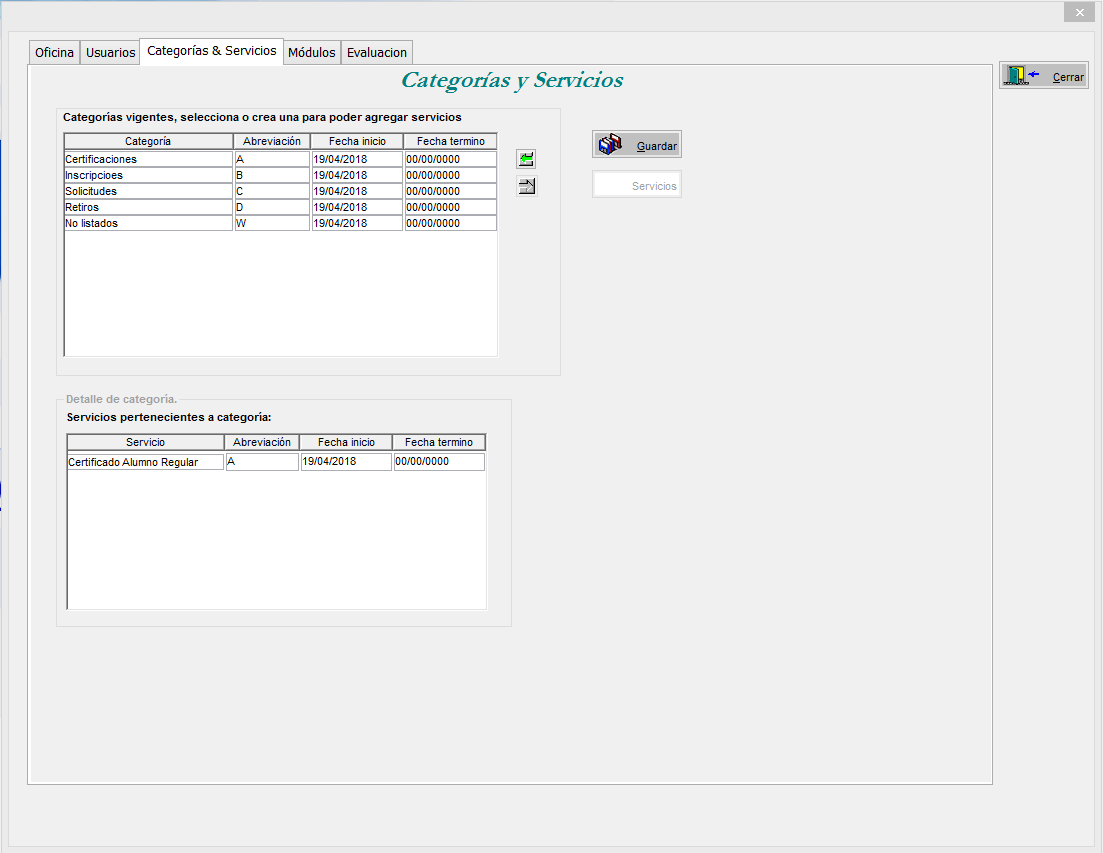 Oficina Usuarios Categorías & Servicios Módulos Evaluacion
Categorías y Servicios
Cerrar
Categorías vigentes, selecciona o crea una para poder agregar servicios
Categoría Abreviación Fecha inicio Fecha termino
Certificaciones A 19/04/2018 00/00/0000
Inscripcioes B 19/04/2018 00/00/0000
Solicitudes C 19/04/2018 00/00/0000
Retiros D 19/04/2018 00/00/0000
No listados W 19/04/2018 00/00/0000
Guardar
Servicios
Detalle de categoría.
Servicios pertenecientes a categoría:
Servicio Abreviación Fecha inicio Fecha termino
Certificado Alumno Regular A 19/04/2018 00/00/0000